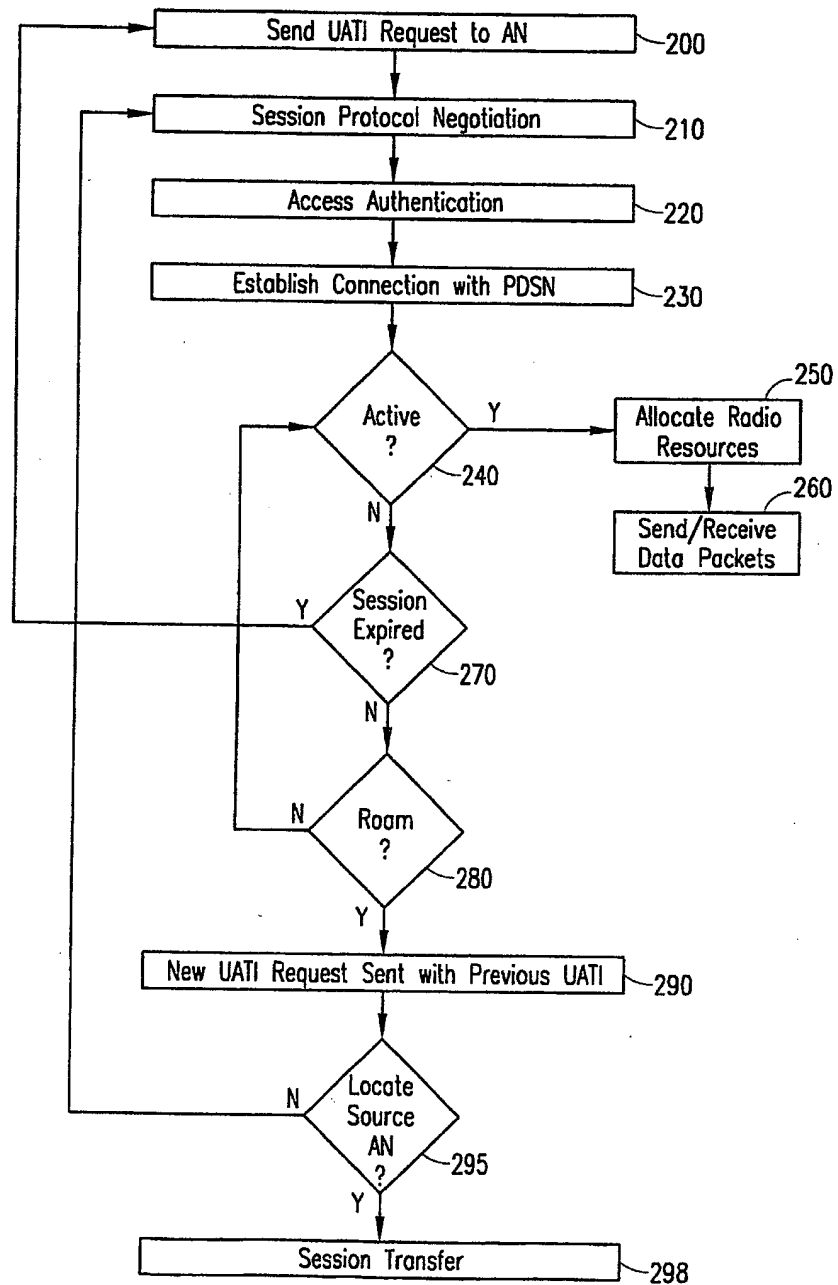 Send UATI Request to AN
200
Session Protocol Negotiation
210
Access Authentication
220
Establish Connection with PDSN
230
Active
?
240
Y
N
250
Allocate Radio
Resources
260
Send/Receive
Data Packets
Session
Expired
?
270
Y
N
Roam
?
280
N
Y
New UATI Request Sent with Previous UATI
290
Locate
Source
AN
?
295
N
Y
Session Transfer
298